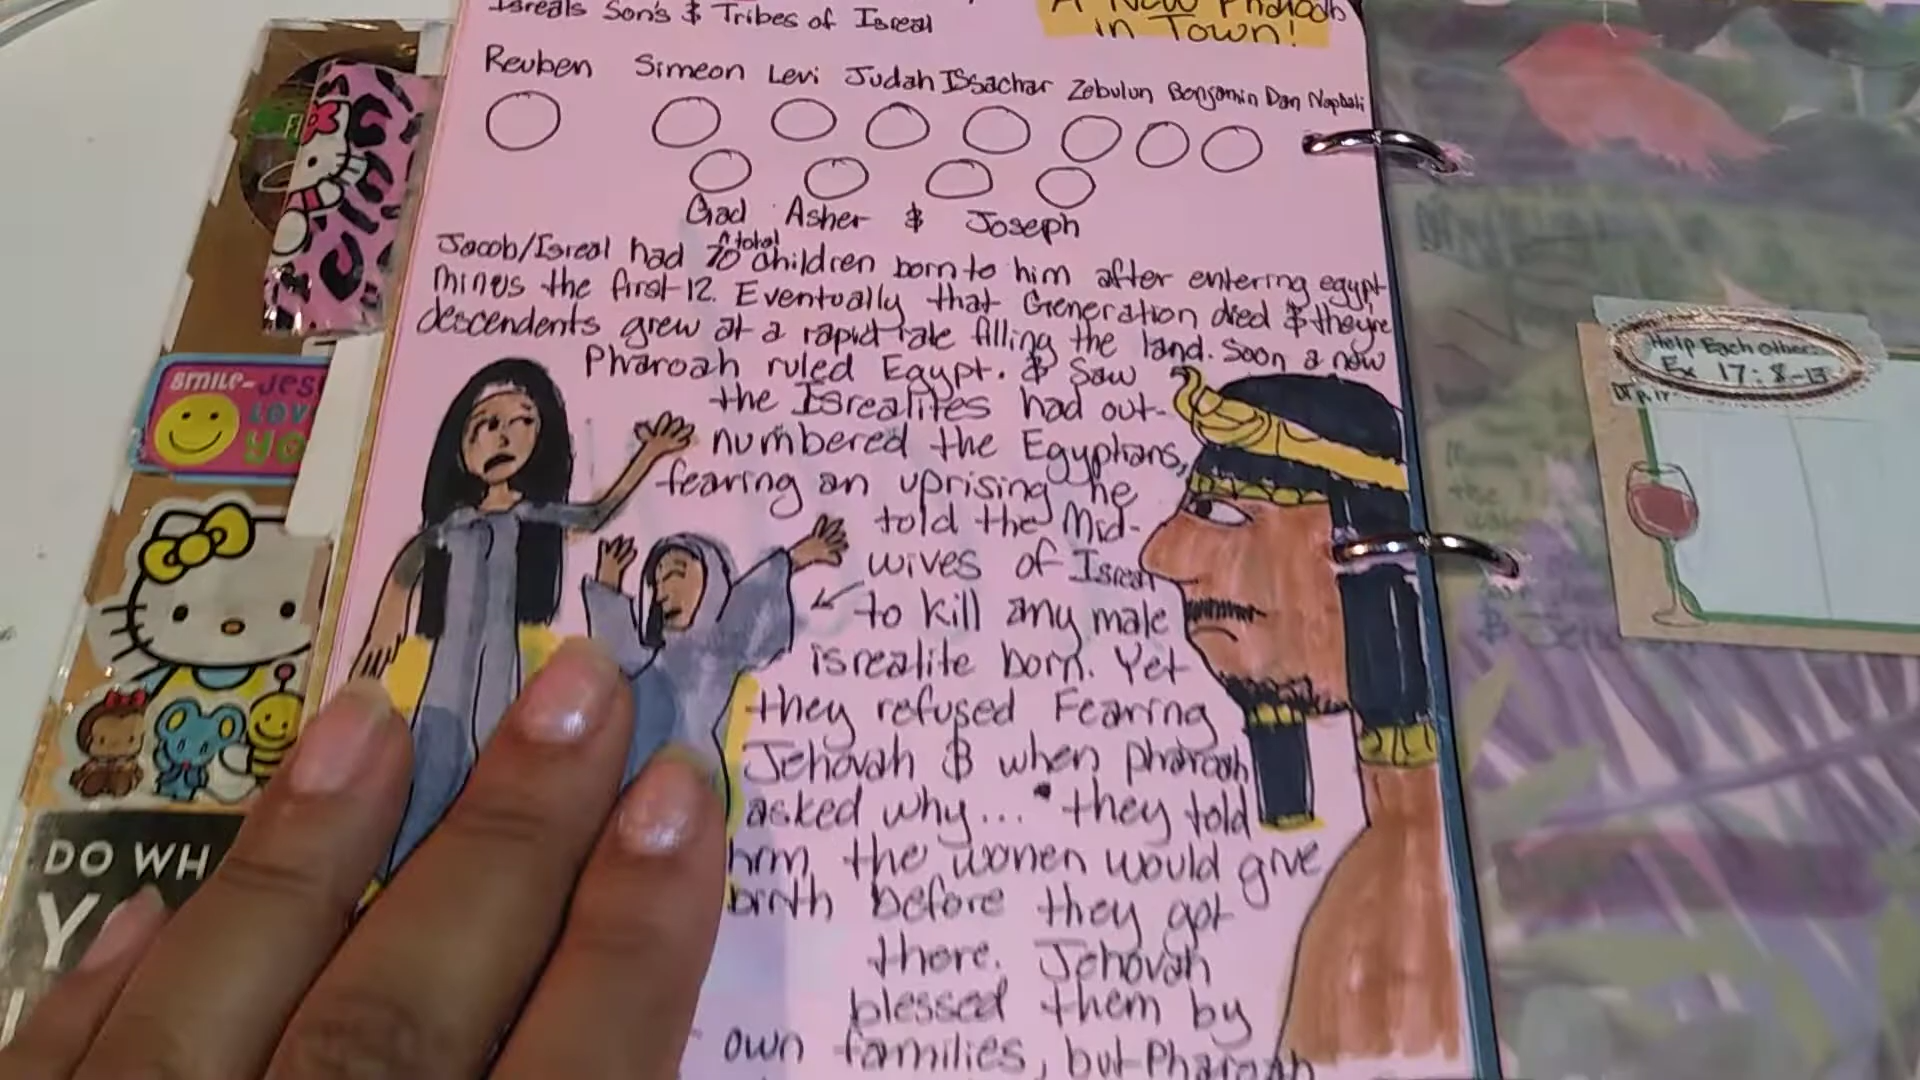 Isreals Son's & Tribes of Isreal
A New Pharoah
in Town!
Reuben Simeon Levi Judah Issachar Zebulun Benjamin Dan Naphali
Gad Asher & Joseph
Jacob/Isreal had 70 ^total children born to him after entering egypt
minus the first 12. Eventually that Generation died & theyre
descendents grew at a rapid rate filling the land. Soon a new
Pharoah ruled Egypt. & Saw
the Isrealites had out-
numbered the Egyptians,
fearing an uprising he
told the Mid-
wives of Isreal
to kill any male
isrealite born. Yet
they refused Fearing
Jehovah & when pharoah
asked why... they told
him the women would give
birth before they got
there. Jehovah
blessed them by
own families, but Pharoah
SMILE- JES
LOV
YO
DO WH
Y
Help Each other
Ex 17:8-13